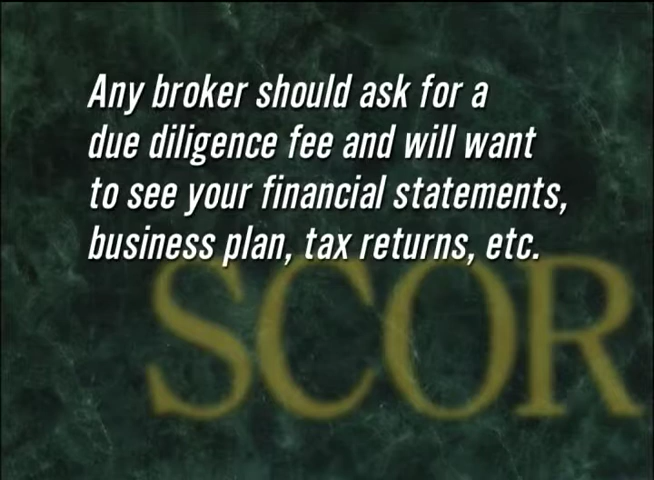 Any broker should ask for a
due diligence fee and will want
to see your financial statements,
business plan, tax returns, etc.
SCOR